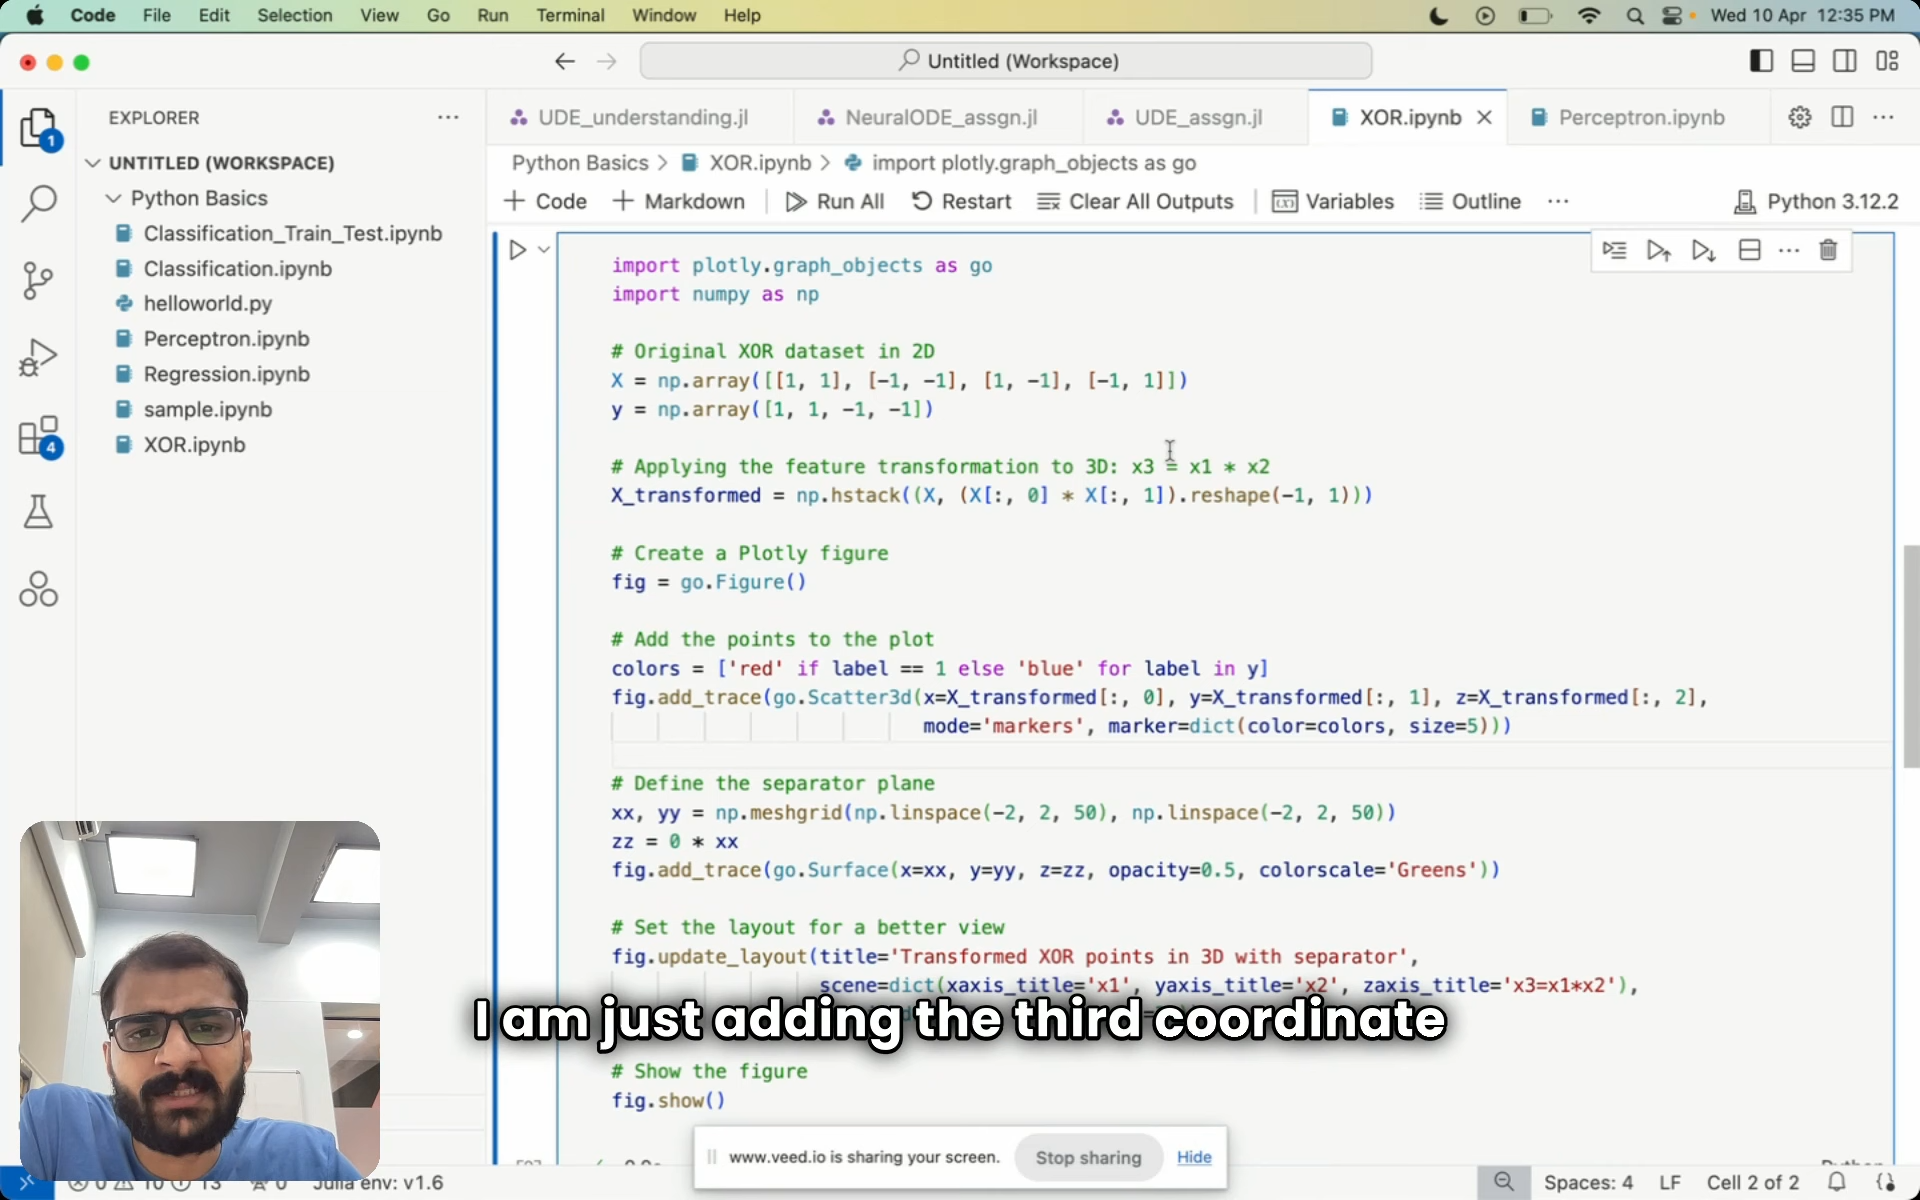 Code File Edit Selection View Go Run Terminal Window Help
Wed 10 Apr 12:35 PM
Untitled (Workspace)
EXPLORER
UNTITLED (WORKSPACE)
Python Basics
Classification_Train_Test.ipynb
Classification.ipynb
helloworld.py
Perceptron.ipynb
Regression.ipynb
sample.ipynb
XOR.ipynb
1
4
UDE_understanding.jl NeuralODE_assgn.jl UDE_assgn.jl XOR.ipynb Perceptron.ipynb
Python Basics > XOR.ipynb > import plotly.graph_objects as go
+ Code + Markdown Run All Restart Clear All Outputs Variables Outline ... Python 3.12.2
import plotly.graph_objects as go
import numpy as np
# Original XOR dataset in 2D
X = np.array([[1, 1], [-1, -1], [1, -1], [-1, 1]])
y = np.array([1, 1, -1, -1])
# Applying the feature transformation to 3D: x3 = x1 * x2
X_transformed = np.hstack((X, (X[:, 0] * X[:, 1]).reshape(-1, 1)))
# Create a Plotly figure
fig = go.Figure()
# Add the points to the plot
colors = ['red' if label == 1 else 'blue' for label in y]
fig.add_trace(go.Scatter3d(x=X_transformed[:, 0], y=X_transformed[:, 1], z=X_transformed[:, 2],
mode='markers', marker=dict(color=colors, size=5)))
# Define the separator plane
xx, yy = np.meshgrid(np.linspace(-2, 2, 50), np.linspace(-2, 2, 50))
zz = 0 * xx
fig.add_trace(go.Surface(x=xx, y=yy, z=zz, opacity=0.5, colorscale='Greens'))
# Set the layout for a better view
fig.update_layout(title='Transformed XOR points in 3D with separator',
scene=dict(xaxis_title='x1', yaxis_title='x2', zaxis_title='x3=x1*x2'),
I am just adding the third coordinate
# Show the figure
fig.show()
www.veed.io is sharing your screen. Stop sharing Hide
0 10 13 0 Julia env: v1.6
Spaces: 4 LF Cell 2 of 2